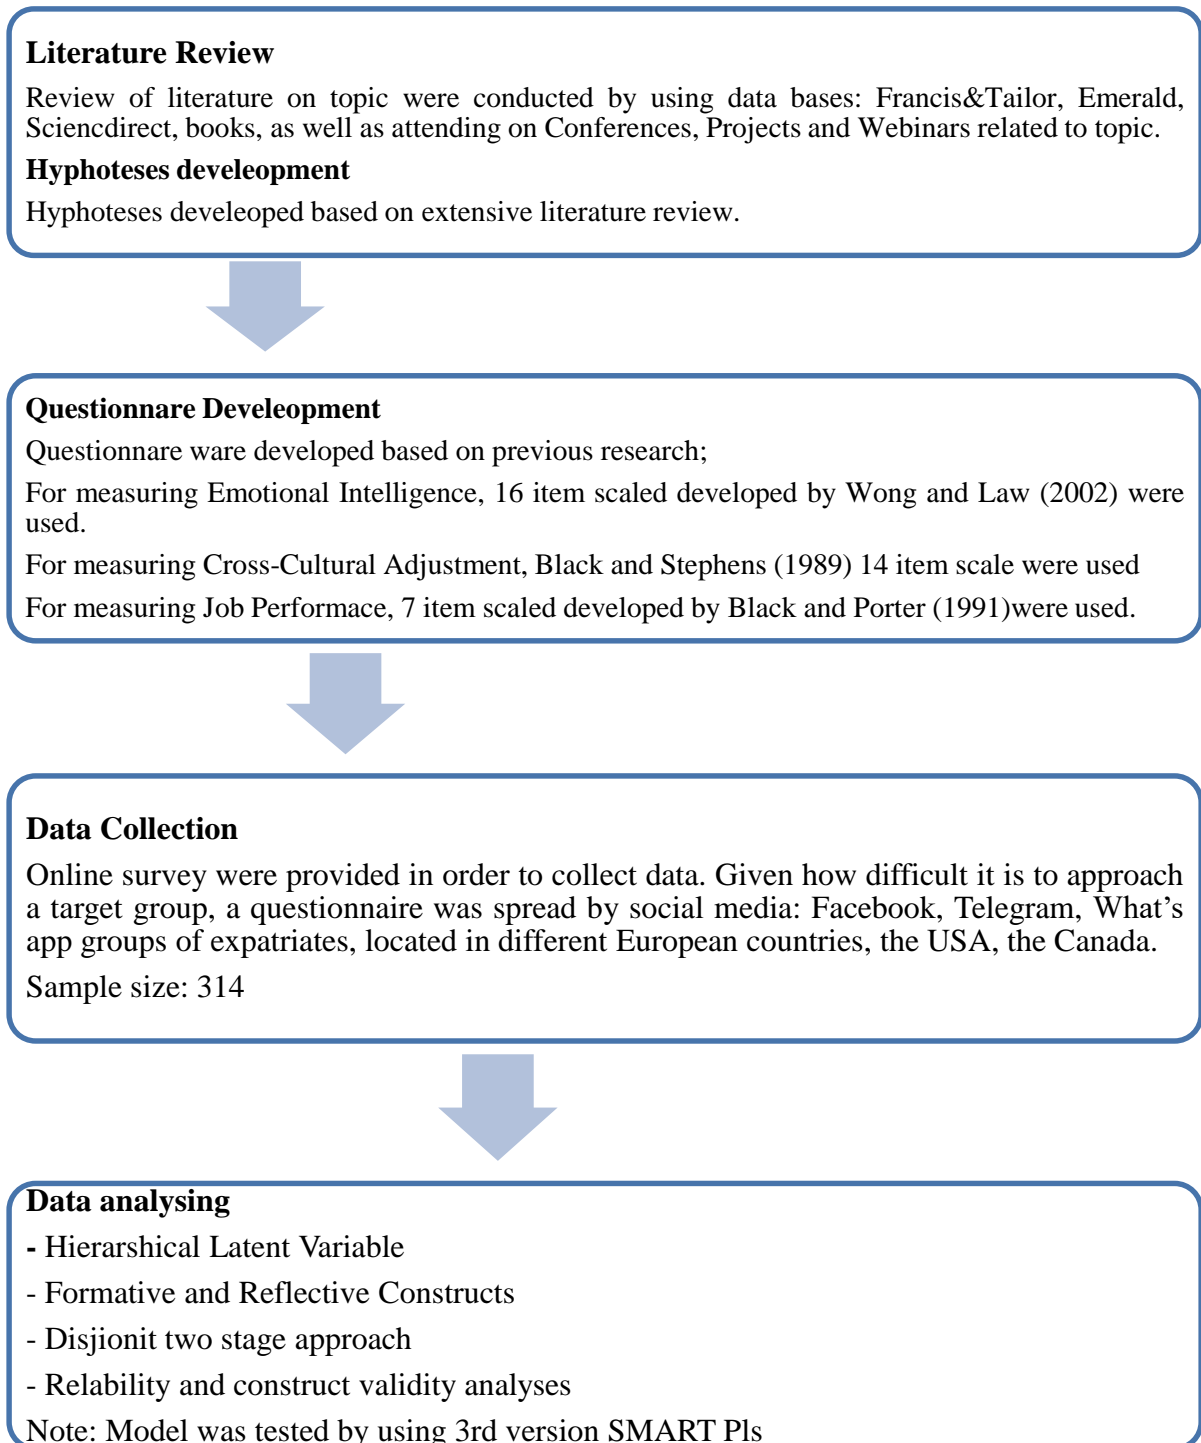 Literature Review
Review of literature on topic were conducted by using data bases: Francis&Tailor, Emerald,
Sciencdirect, books, as well as attending on Conferences, Projects and Webinars related to topic.
Hyphoteses develeopment
Hyphoteses develeoped based on extensive literature review.
Questionnare Develeopment
Questionnare ware developed based on previous research;
For measuring Emotional Intelligence, 16 item scaled developed by Wong and Law (2002) were
used.
For measuring Cross-Cultural Adjustment, Black and Stephens (1989) 14 item scale were used
For measuring Job Performace, 7 item scaled developed by Black and Porter (1991)were used.
Data Collection
Online survey were provided in order to collect data. Given how difficult it is to approach
a target group, a questionnaire was spread by social media: Facebook, Telegram, What's
app groups of expatriates, located in different European countries, the USA, the Canada.
Sample size: 314
Data analysing
- Hierarshical Latent Variable
- Formative and Reflective Constructs
- Disjionit two stage approach
- Relability and construct validity analyses
Note: Model was tested by using 3rd version SMART Pls